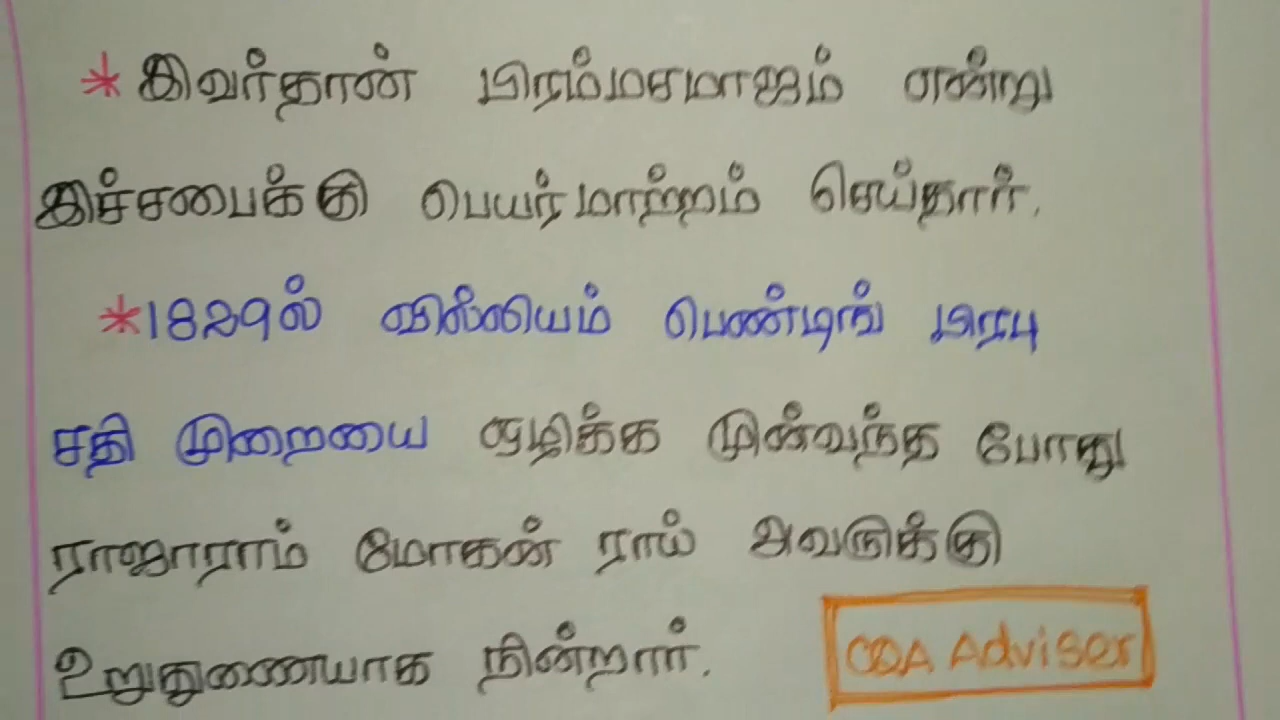 * இவர்தான் பிரம்மசமாஜம் என்று
இச்சபைக்கு பெயர்மாற்றம் செய்தார்.
*1829ல் வில்லியம் பெண்டிங் பிரபு
சதி முறையை ஒழிக்க முன்வந்த போது
ராஜாராம் மோகன் ராய் அவருக்கு
உறுதுணையாக நின்றார்.
CDA Adviser